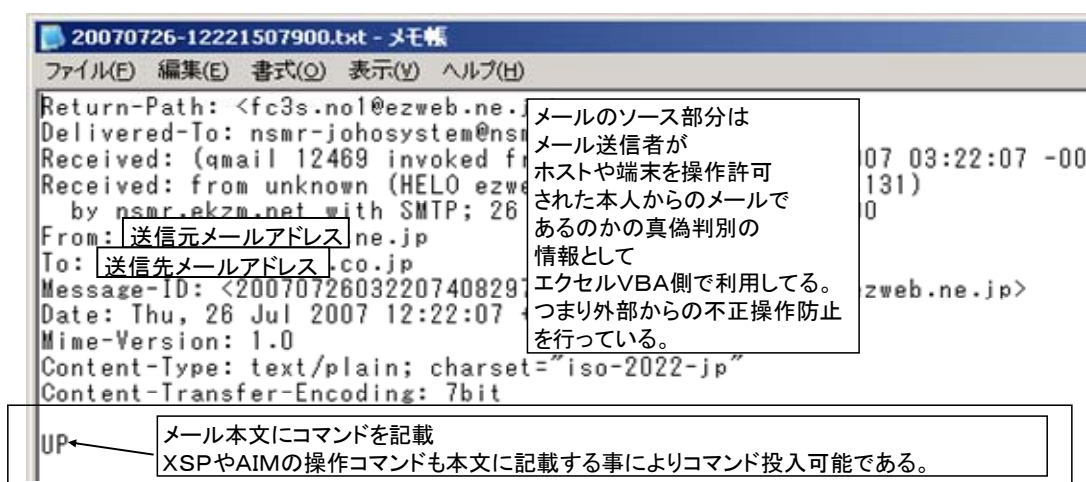 20070726-12221507900.txt - メモ帳
ファイル(F) 編集(E) 書式(O) 表示(V) ヘルプ(H)
Return-Path: <fc3s.no1@ezweb.ne.j
Delivered-To: nsmr-johosystem@nsm
Received: (qmail 12469 invoked fr 007 03:22:07 -00
Received: from unknown (HELO ezwe 131)
by nsmr.ekzm.net with SMTP; 26 0
From: 送信元メールアドレス ne.jp
To: 送信先メールアドレス .co.jp
Message-ID: <20070726032207408297 ezweb.ne.jp>
Date: Thu, 26 Jul 2007 12:22:07
Mime-Version: 1.0
Content-Type: text/plain; charset="iso-2022-jp"
Content-Transfer-Encoding: 7bit
メールのソース部分は
メール送信者が
ホストや端末を操作許可
された本人からのメールで
あるのかの真偽判別の
情報として
エクセルVBA側で利用してる。
つまり外部からの不正操作防止
を行っている。
UP
メール本文にコマンドを記載
XSPやAIMの操作コマンドも本文に記載する事によりコマンド投入可能である。